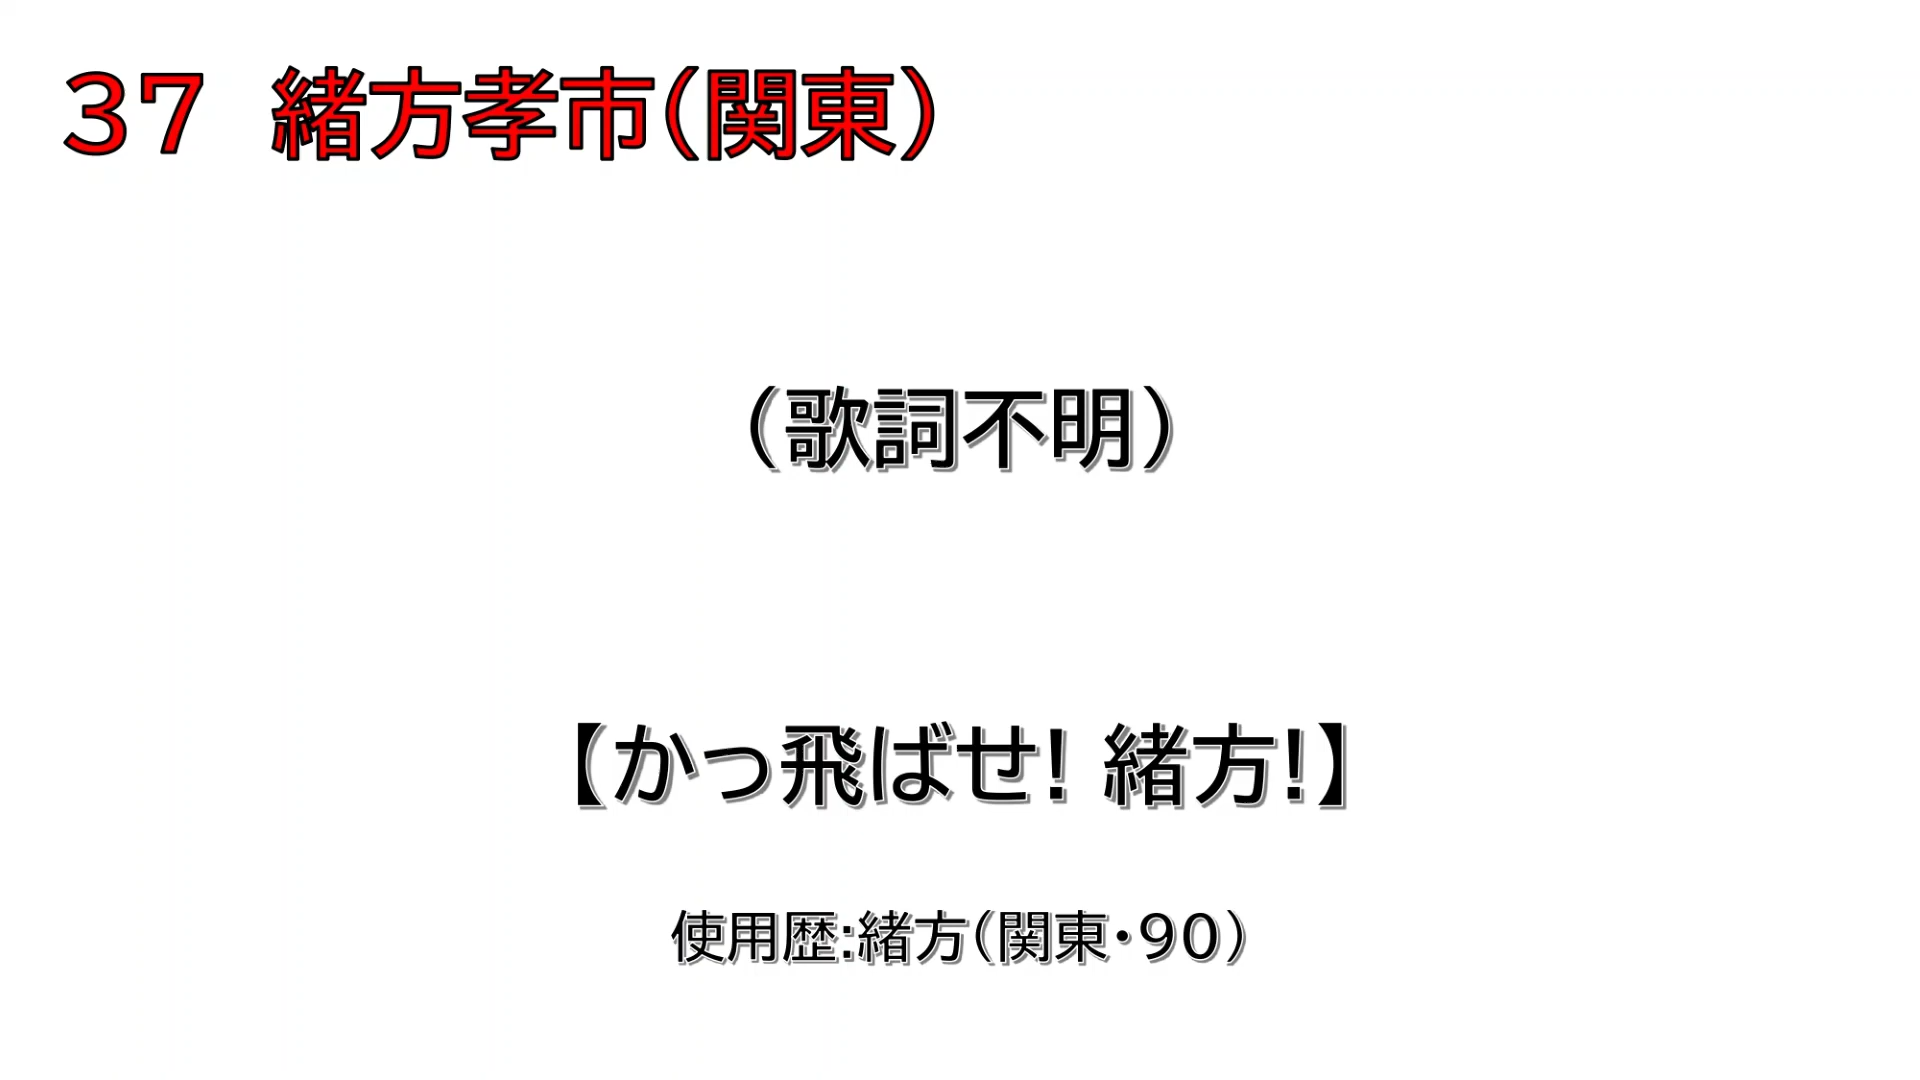 37　緒方孝市（関東）
（歌詞不明）
【かっ飛ばせ！ 緒方！】
使用歴：緒方（関東・90）